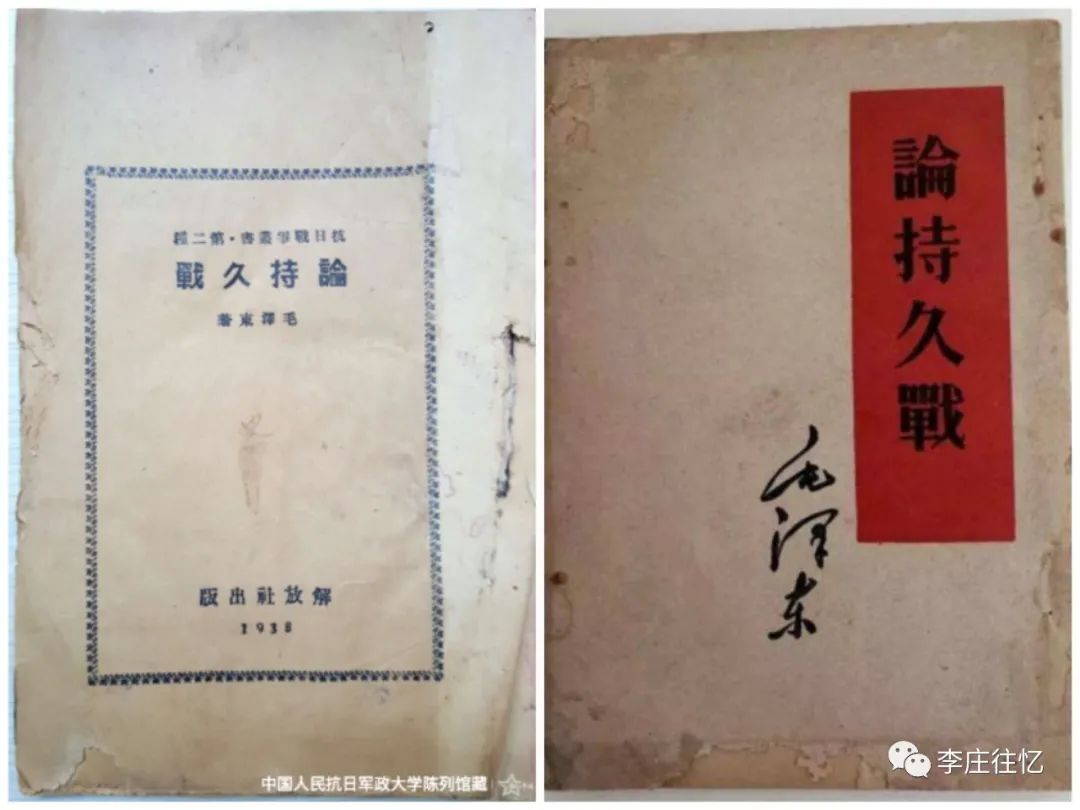 抗日戰爭叢書·第二種
論持久戰
毛澤東著
解放社出版
1938
中国人民抗日军政大学陈列馆藏
論持久戰
毛泽东
李庄往忆